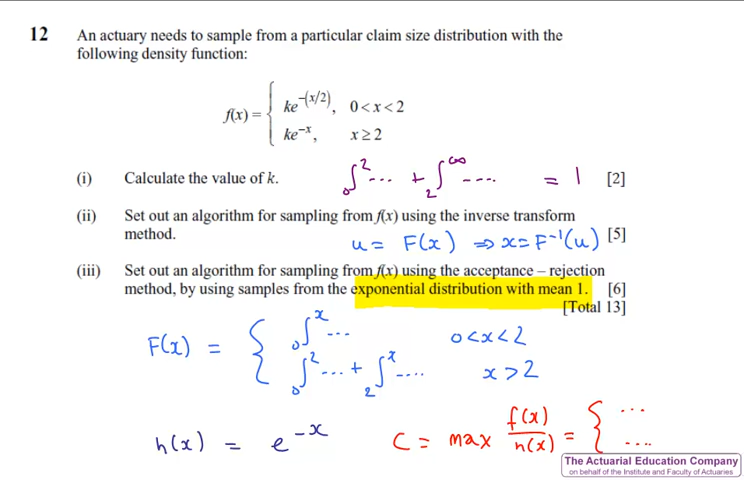 12 An actuary needs to sample from a particular claim size distribution with the
following density function:
f(x) = { ke^-(x/2), 0 < x < 2
ke^-x, x ≥ 2
(i) Calculate the value of k. ₀∫² ... + ₂∫^∞ .... = 1 [2]
(ii) Set out an algorithm for sampling from f(x) using the inverse transform
method. u = F(x) ⇒ x = F⁻¹(u) [5]
(iii) Set out an algorithm for sampling from f(x) using the acceptance – rejection
method, by using samples from the exponential distribution with mean 1. [6]
[Total 13]
F(x) = { ₀∫^x ... 0 < x < 2
₀∫² ... + ₂∫^x .... x > 2
h(x) = e^-x C = max f(x)/h(x) = { ...
....
The Actuarial Education Company
on behalf of the Institute and Faculty of Actuaries